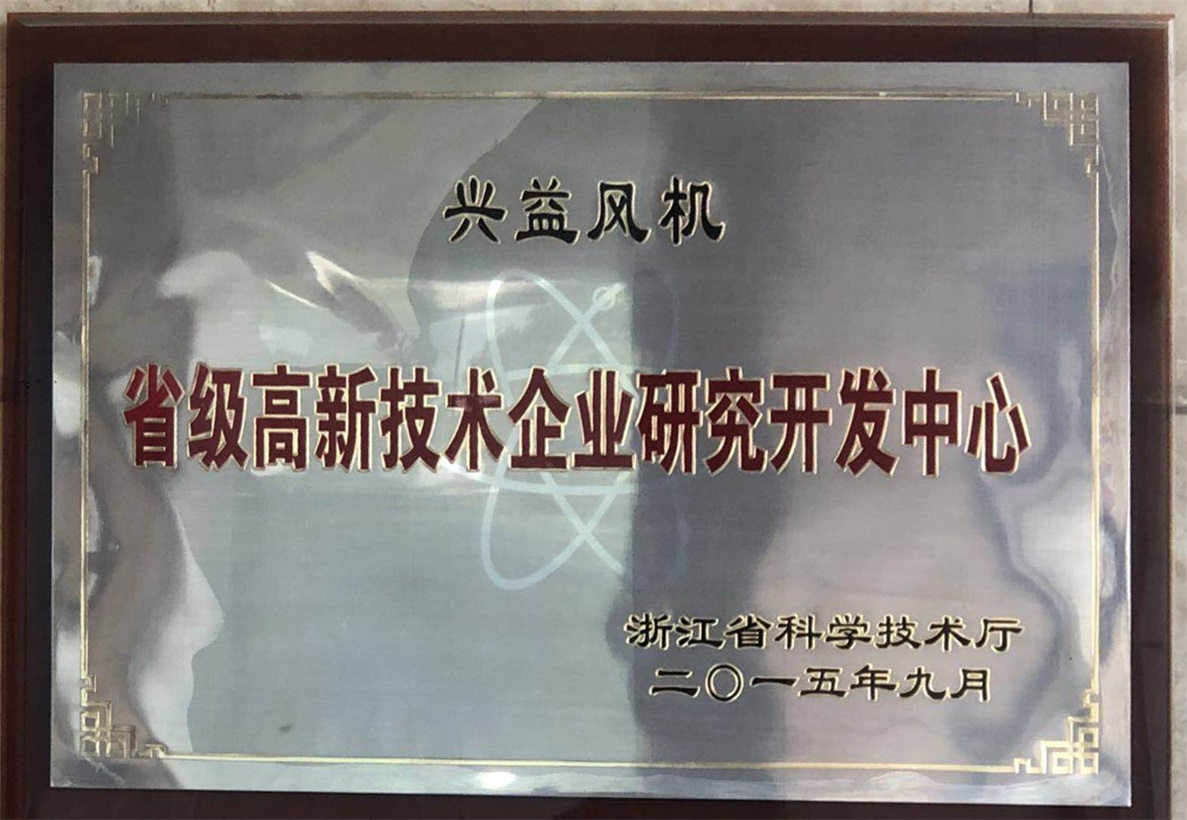 兴益风机
省级高新技术企业研究开发中心
浙江省科学技术厅
二〇一五年九月